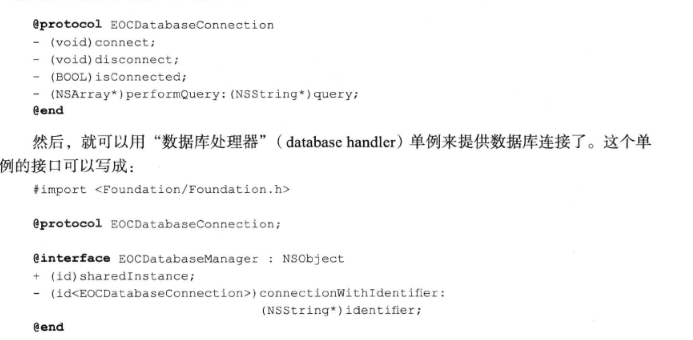 @protocol EOCDatabaseConnection
- (void)connect;
- (void)disconnect;
- (BOOL)isConnected;
- (NSArray*)performQuery:(NSString*)query;
@end
然后，就可以用“数据库处理器”（database handler）单例来提供数据库连接了。这个单
例的接口可以写成：
#import <Foundation/Foundation.h>
@protocol EOCDatabaseConnection;
@interface EOCDatabaseManager : NSObject
+ (id)sharedInstance;
- (id<EOCDatabaseConnection>)connectionWithIdentifier:
(NSString*)identifier;
@end